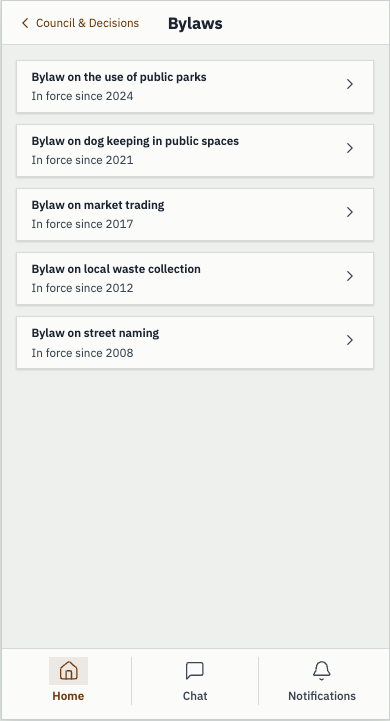 Council & Decisions
Bylaws
Bylaw on the use of public parks
In force since 2024
Bylaw on dog keeping in public spaces
In force since 2021
Bylaw on market trading
In force since 2017
Bylaw on local waste collection
In force since 2012
Bylaw on street naming
In force since 2008
Home
Chat
Notifications